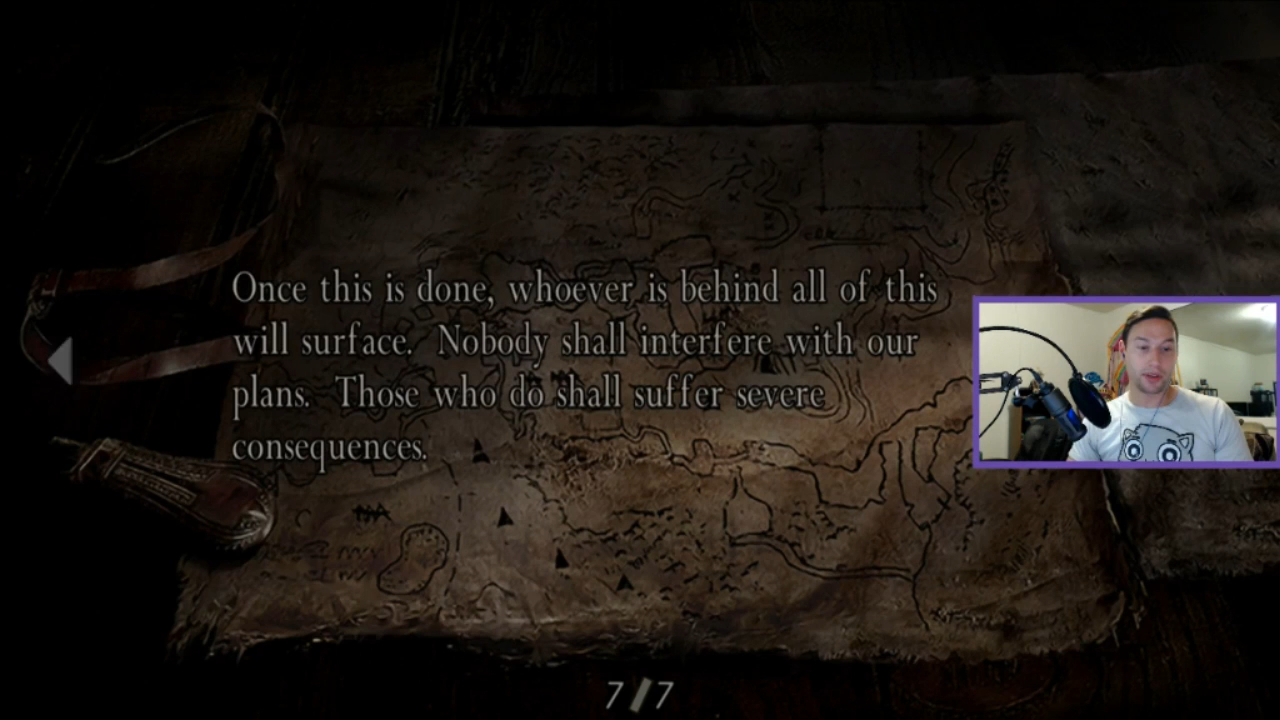 Once this is done, whoever is behind all of this
will surface. Nobody shall interfere with our
plans. Those who do shall suffer severe
consequences.
7/7